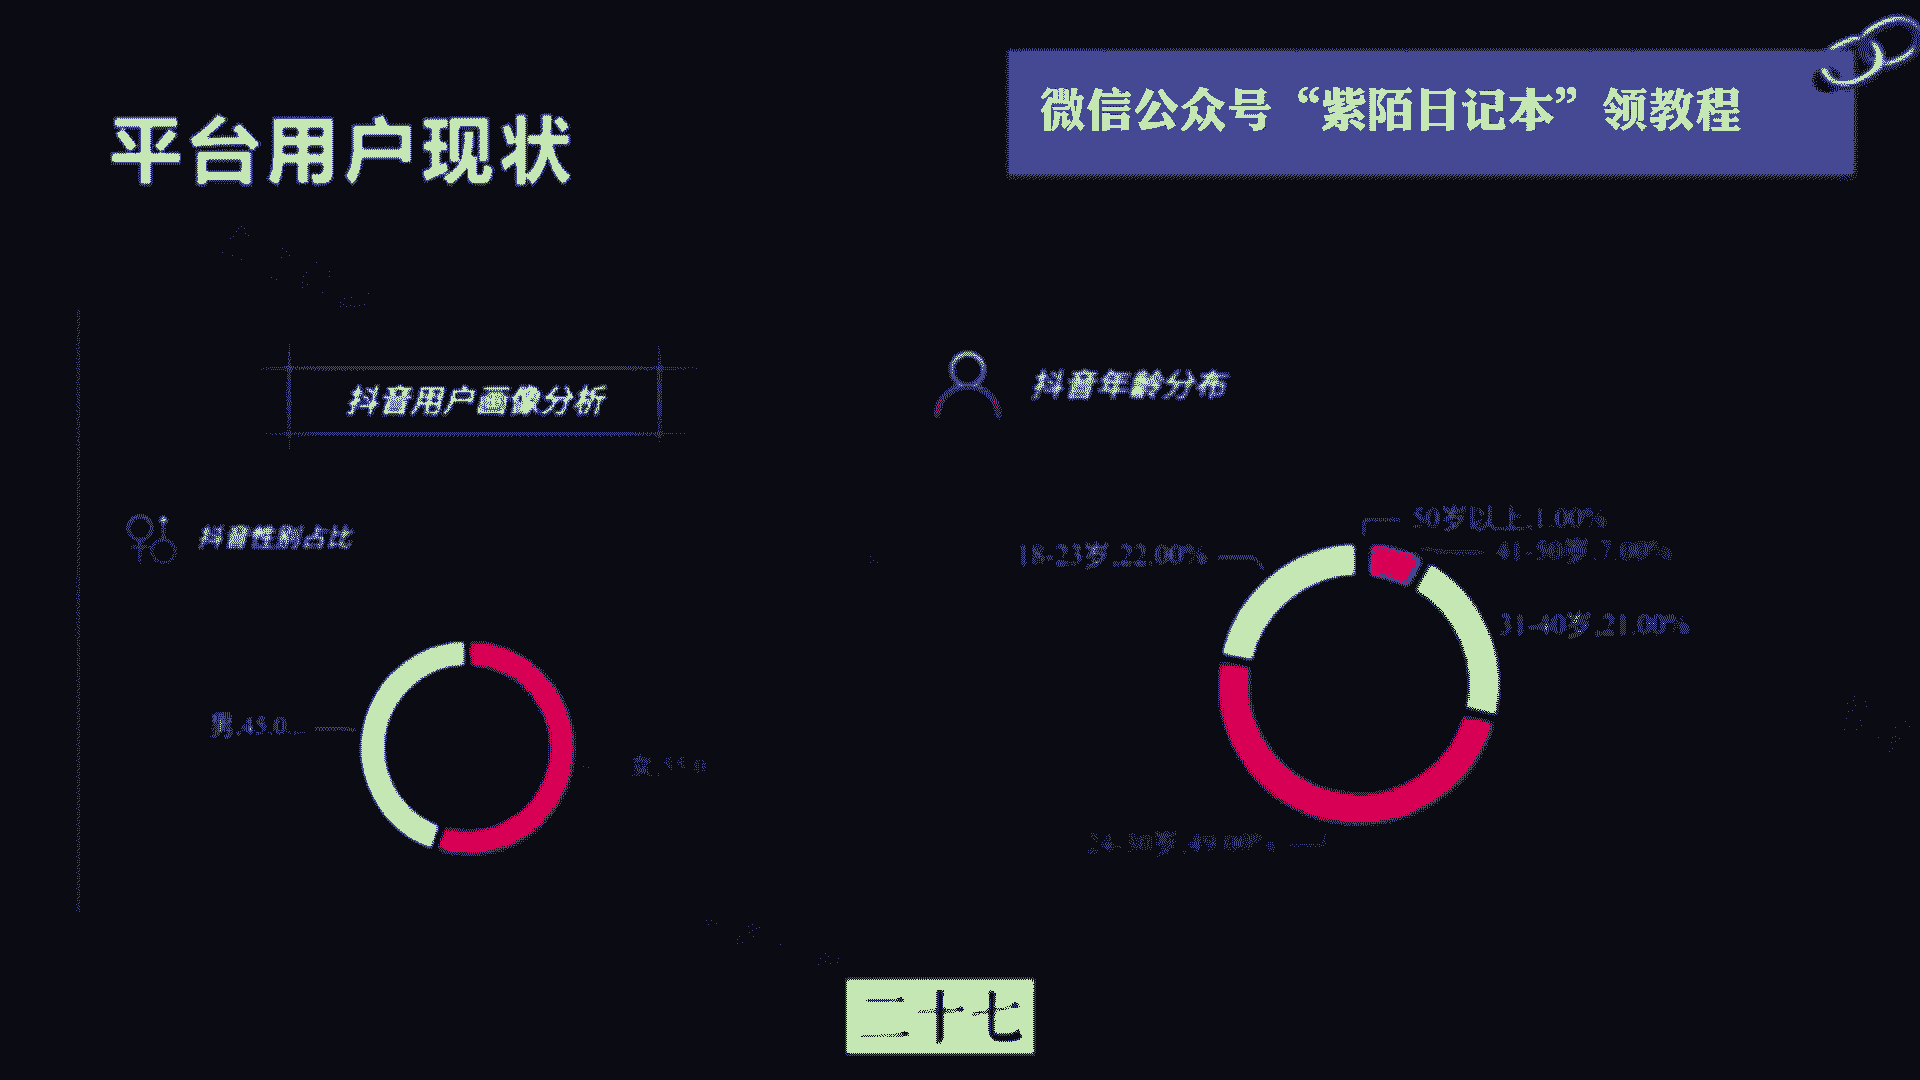 平台用户现状
微信公众号“紫陌日记本”领教程
抖音用户画像分析
抖音年龄分布
抖音性别占比
50岁以上,1.00%
41-50岁,7.00%
18-23岁,22.00%
31-40岁,21.00%
男,45.0...
女,55.0
24-30岁,49.00%
二十七